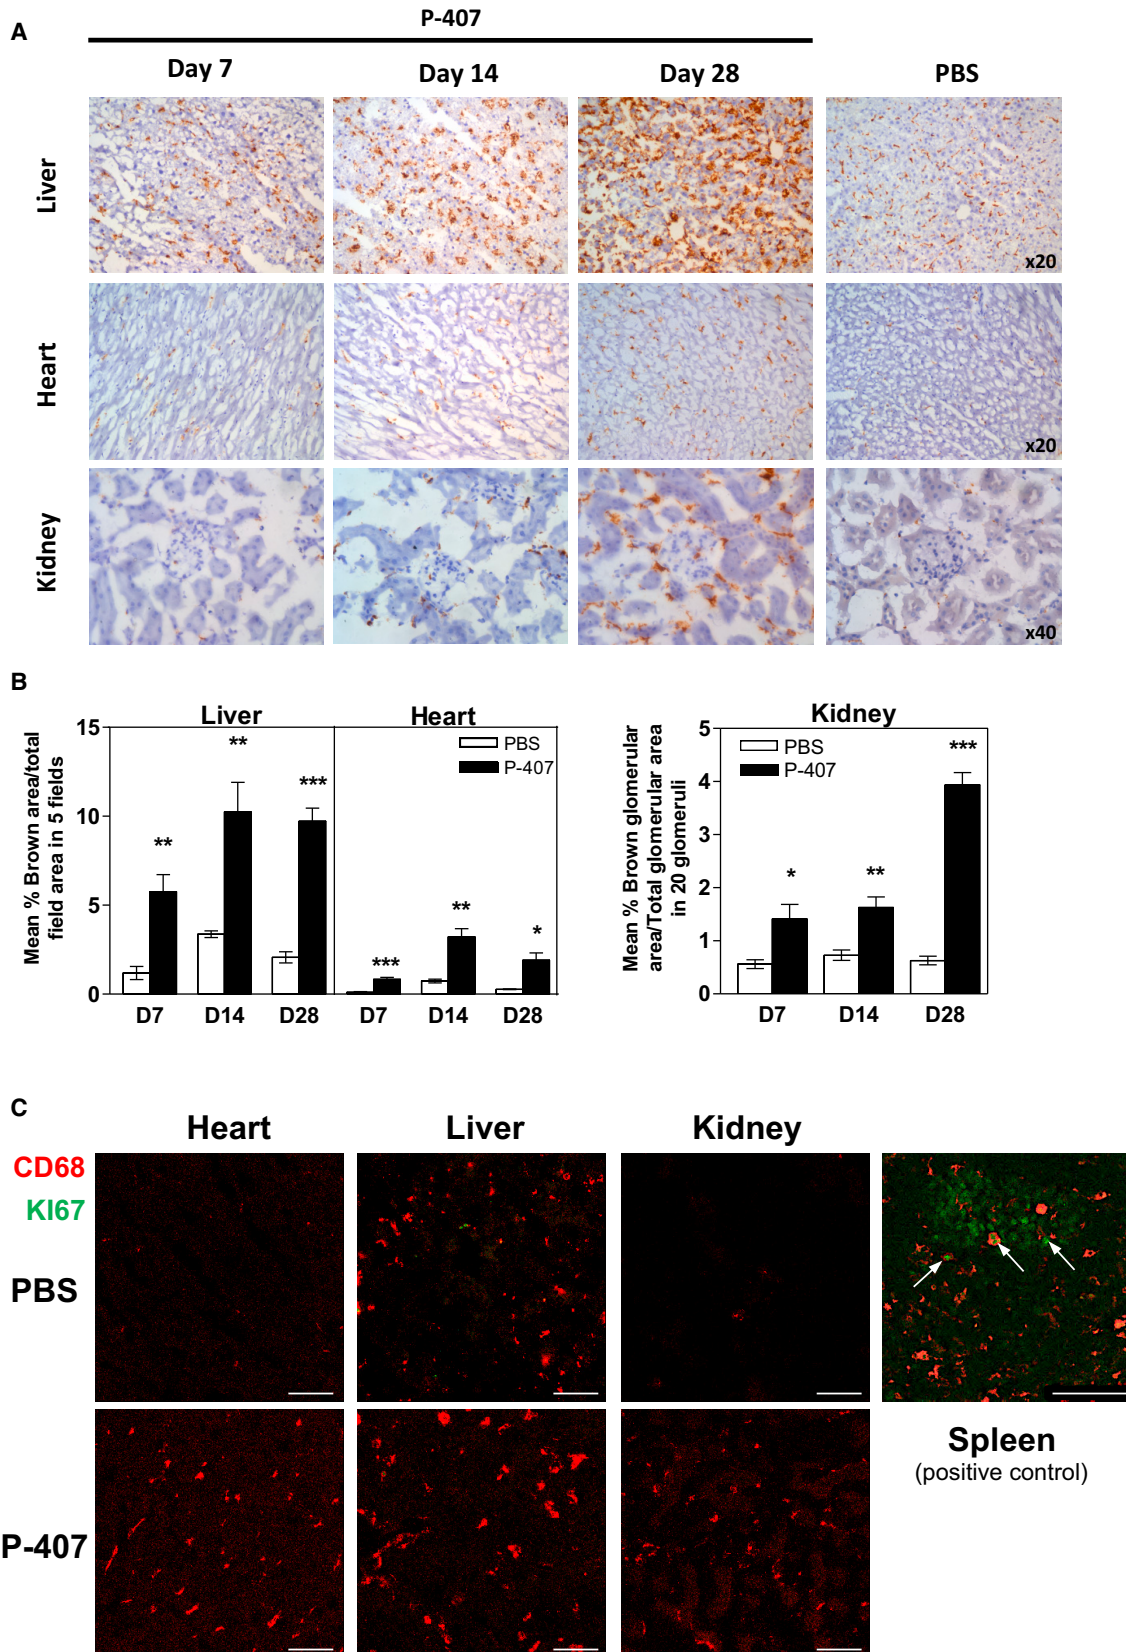 A
P-407
Day 7
Day 14
Day 28
PBS
Liver
x20
Heart
x20
Kidney
x40
B
Liver
Heart
Mean % Brown area/total
field area in 5 fields
15
10
5
0
PBS
P-407
**
**
***
***
**
*
D7
D14
D28
D7
D14
D28
Kidney
Mean % Brown glomerular
area/Total glomerular area
in 20 glomeruli
5
4
3
2
1
0
PBS
P-407
*
**
***
D7
D14
D28
C
Heart
Liver
Kidney
CD68
KI67
PBS
Spleen
(positive control)
P-407